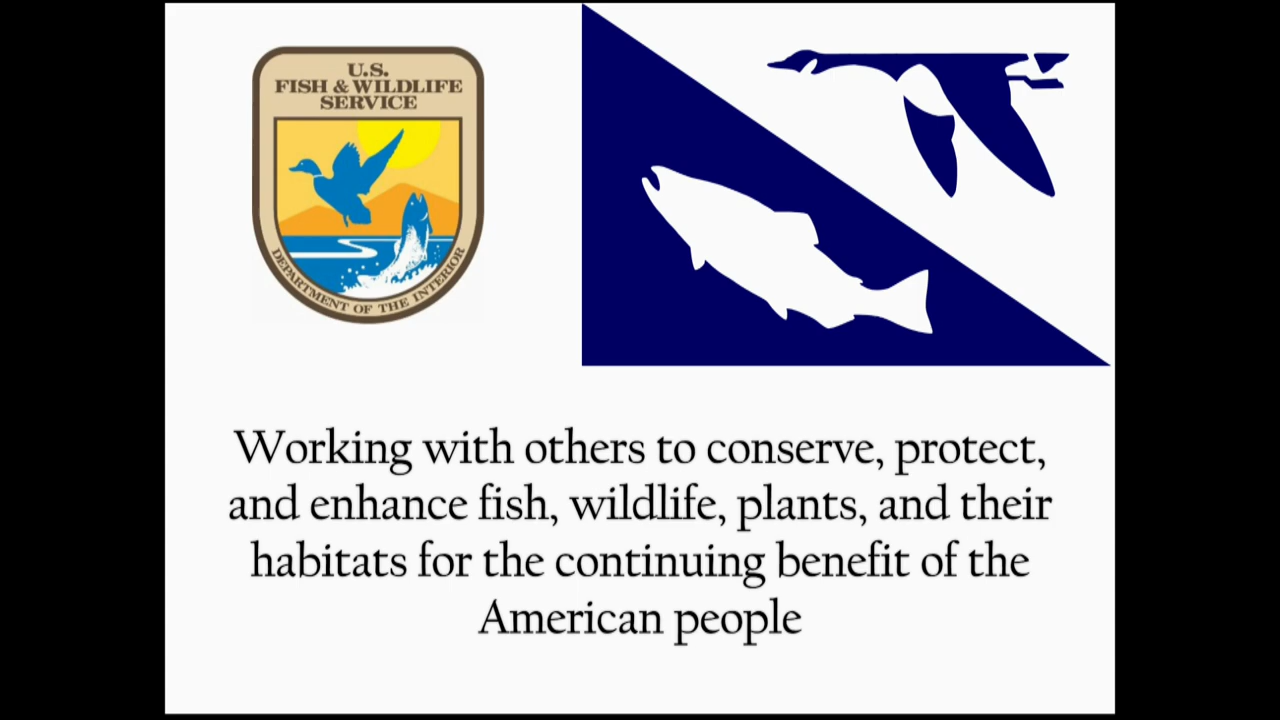 U.S.
FISH & WILDLIFE
SERVICE
DEPARTMENT OF THE INTERIOR
Working with others to conserve, protect,
and enhance fish, wildlife, plants, and their
habitats for the continuing benefit of the
American people